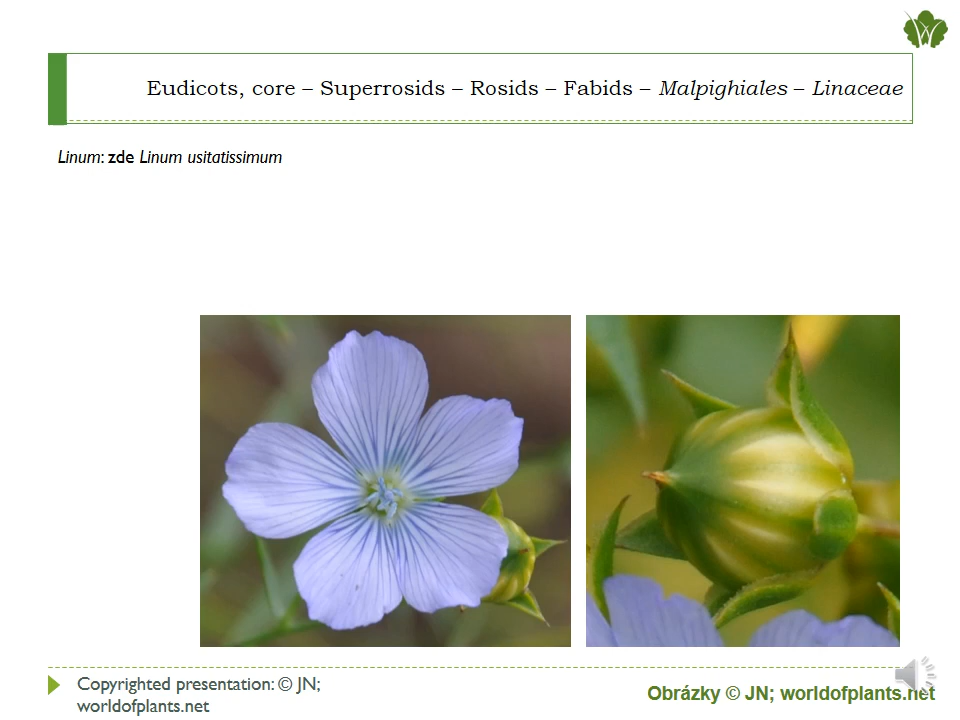 Eudicots, core – Superrosids – Rosids – Fabids – Malpighiales – Linaceae
Linum: zde Linum usitatissimum
Copyrighted presentation: © JN;
worldofplants.net
Obrázky © JN; worldofplants.net